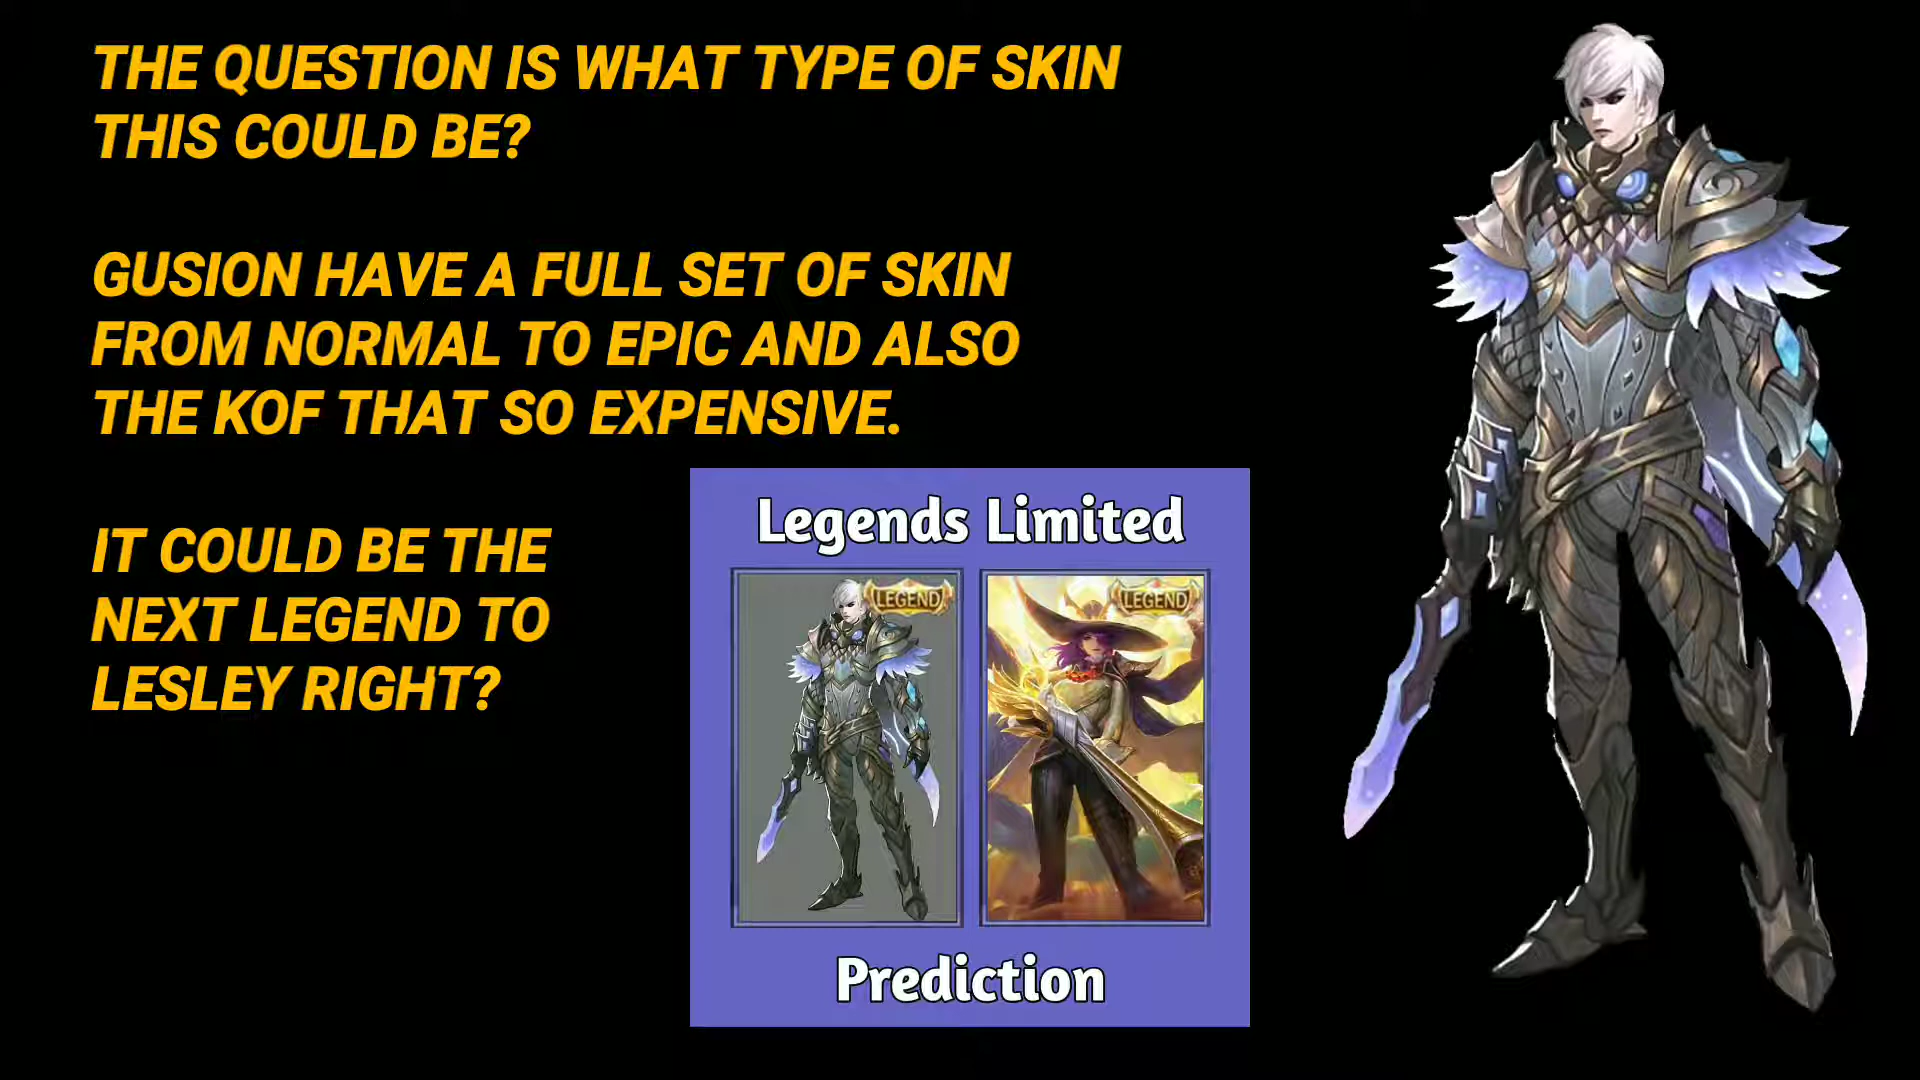 THE QUESTION IS WHAT TYPE OF SKIN
THIS COULD BE?
GUSION HAVE A FULL SET OF SKIN
FROM NORMAL TO EPIC AND ALSO
THE KOF THAT SO EXPENSIVE.
IT COULD BE THE
NEXT LEGEND TO
LESLEY RIGHT?
Legends Limited
LEGEND
LEGEND
Prediction